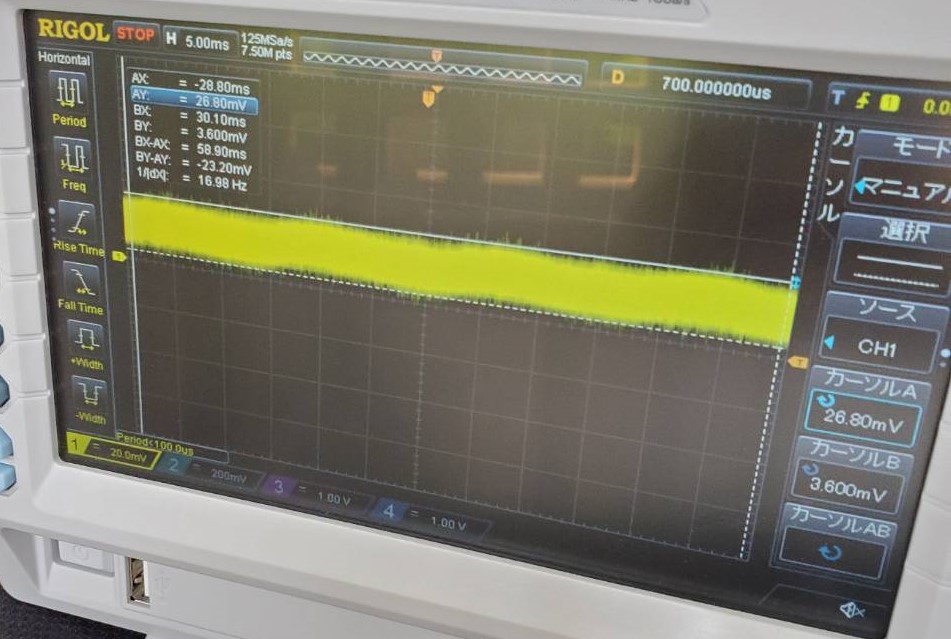 RIGOL STOP H 5.00ms 125MSa/s
7.50M pts
D 700.000000us T 1 0.0
Horizontal
Period
Freq
Rise Time
Fall Time
+Width
-Width
AX: = -28.80ms
AY: = 26.80mV
BX: = 30.10ms
BY: = 3.600mV
BX-AX: = 58.90ms
BY-AY: = -23.20mV
1/|dX|: = 16.98 Hz
T
1
T
カーソル
モード
マニュア
選択
ソース
CH1
カーソルA
26.80mV
カーソルB
3.600mV
カーソルAB
Period<100.0us
1 = 20.0mV
2 200mV
3 = 1.00 V
4 = 1.00 V